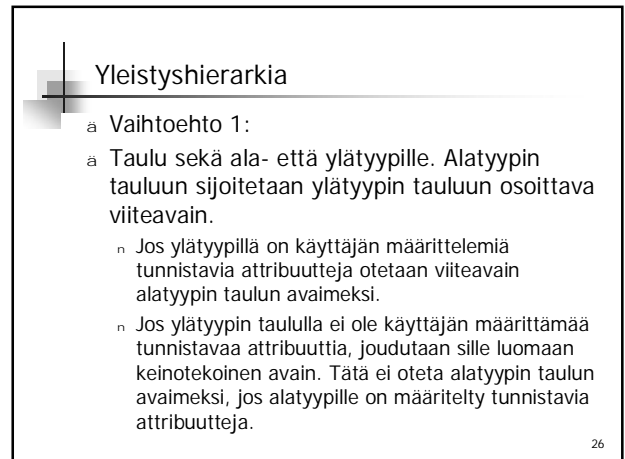 Yleistyshierarkia
ä Vaihtoehto 1:
ä Taulu sekä ala- että ylätyypille. Alatyypin
tauluun sijoitetaan ylätyypin tauluun osoittava
viiteavain.
n Jos ylätyypillä on käyttäjän määrittelemiä
tunnistavia attribuutteja otetaan viiteavain
alatyypin taulun avaimeksi.
n Jos ylätyypin taululla ei ole käyttäjän määrittämää
tunnistavaa attribuuttia, joudutaan sille luomaan
keinotekoinen avain. Tätä ei oteta alatyypin taulun
avaimeksi, jos alatyypille on määritelty tunnistavia
attribuutteja.
26